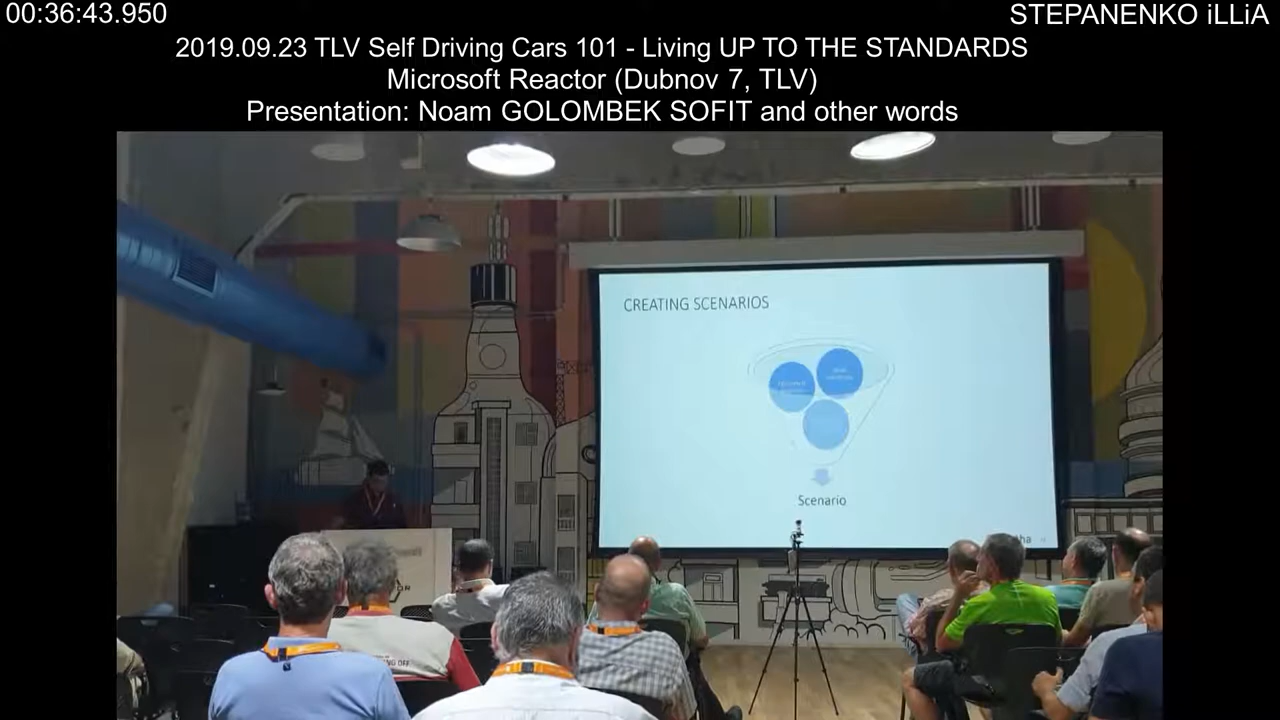 00:36:43.950
STEPANENKO iLLiA
2019.09.23 TLV Self Driving Cars 101 - Living UP TO THE STANDARDS
Microsoft Reactor (Dubnov 7, TLV)
Presentation: Noam GOLOMBEK SOFIT and other words
CREATING SCENARIOS
Scenario